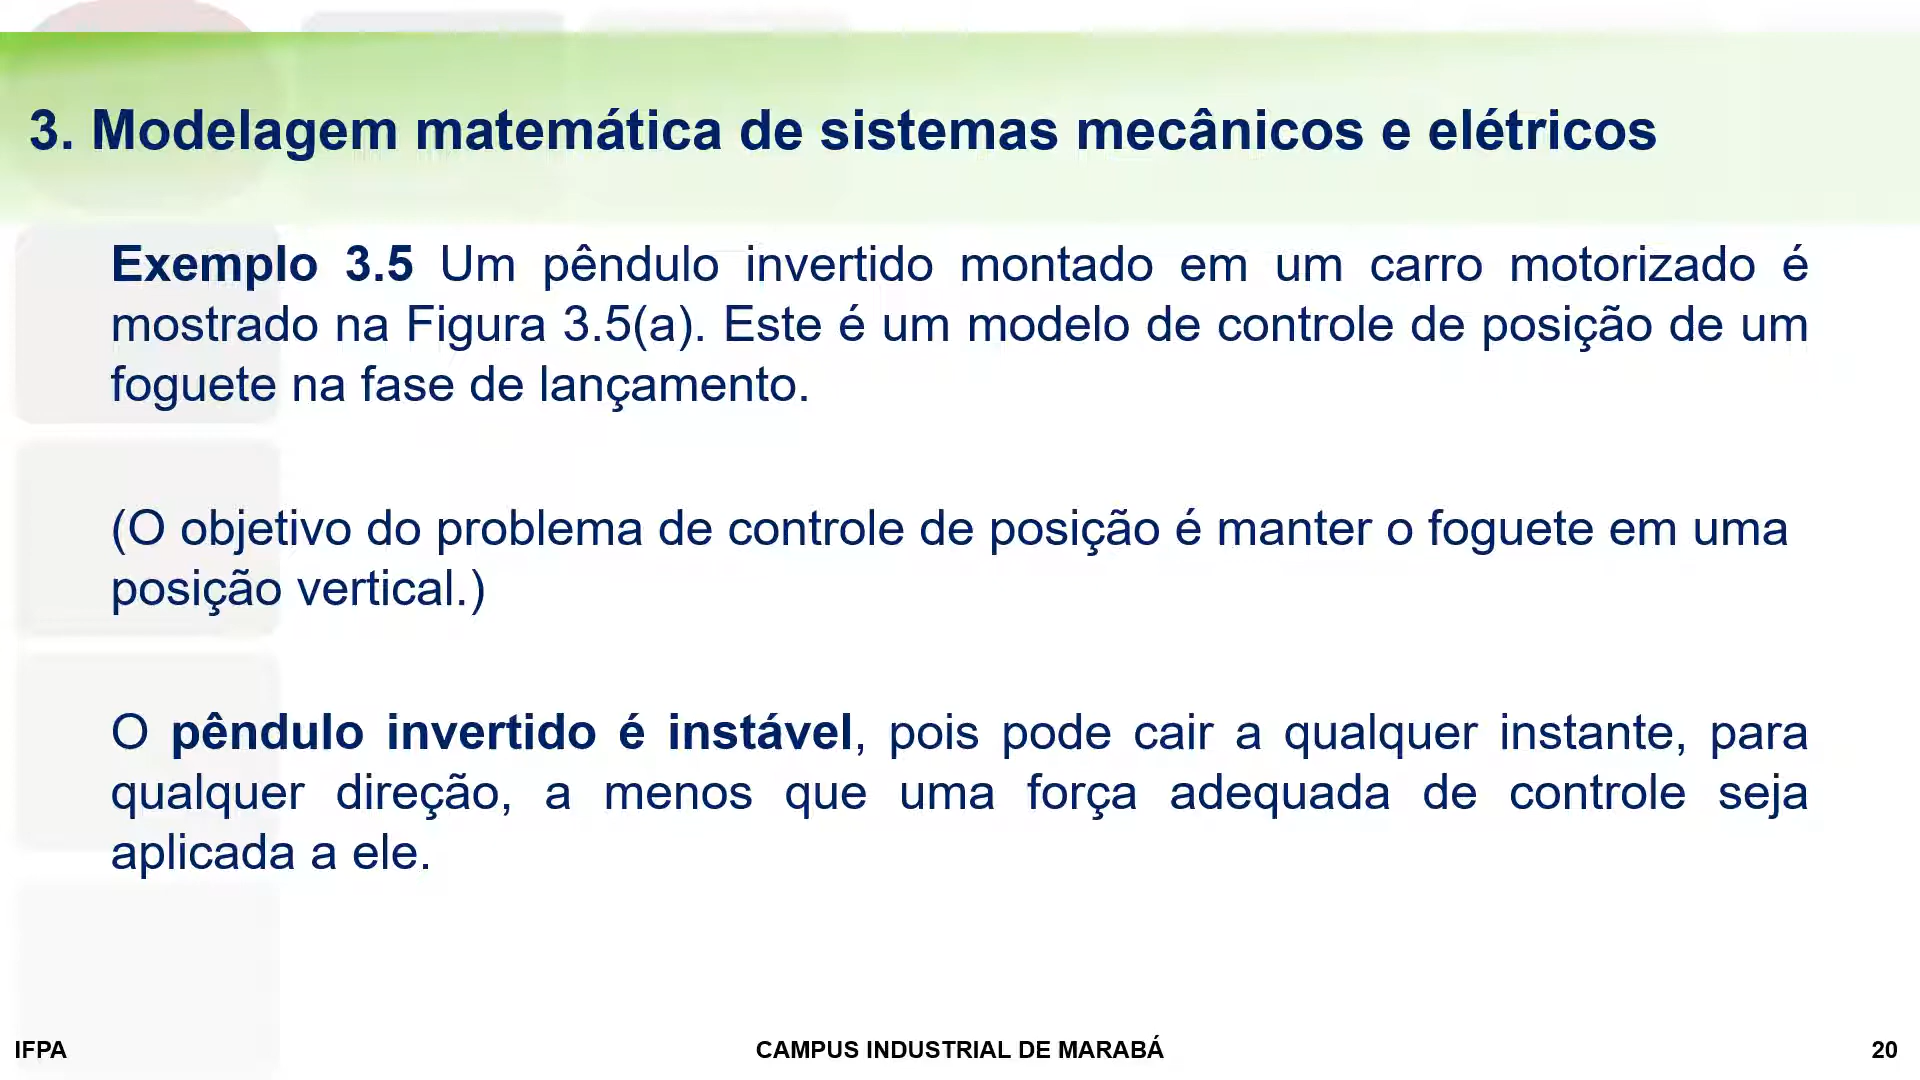 3. Modelagem matemática de sistemas mecânicos e elétricos
Exemplo 3.5 Um pêndulo invertido montado em um carro motorizado é
mostrado na Figura 3.5(a). Este é um modelo de controle de posição de um
foguete na fase de lançamento.
(O objetivo do problema de controle de posição é manter o foguete em uma
posição vertical.)
O pêndulo invertido é instável, pois pode cair a qualquer instante, para
qualquer direção, a menos que uma força adequada de controle seja
aplicada a ele.
IFPA
CAMPUS INDUSTRIAL DE MARABÁ
20